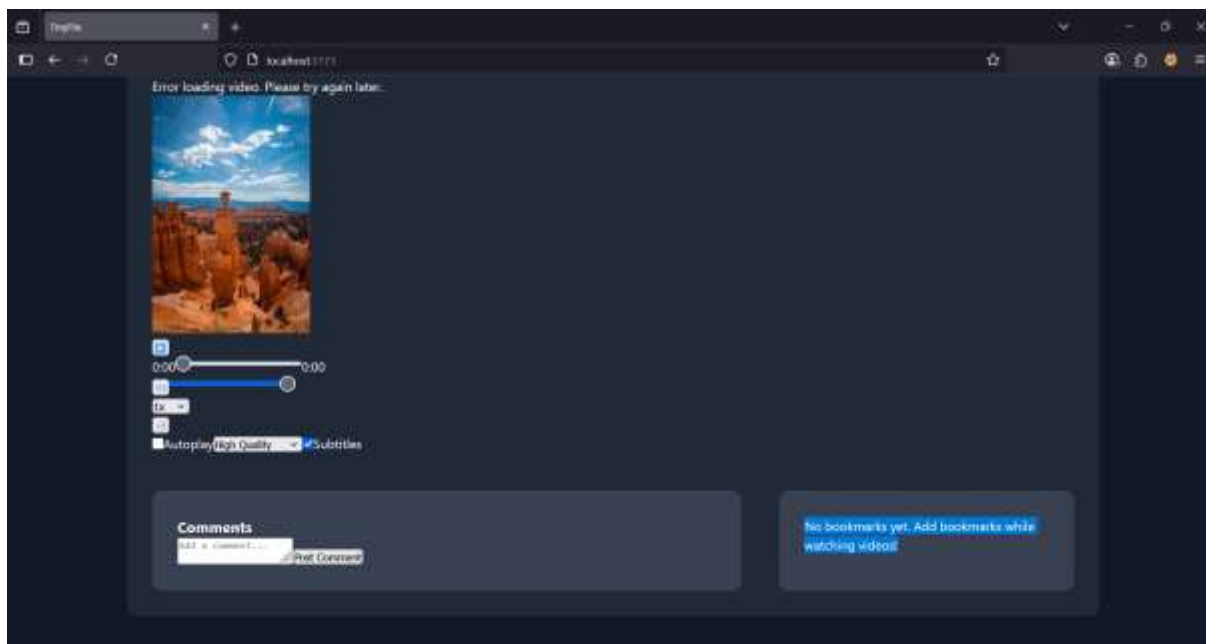 localhost:5173
Error loading video. Please try again later.
0:00 0:00
1x
Autoplay High Quality Subtitles
Comments
Add a comment...
Post Comment
No bookmarks yet. Add bookmarks while
watching videos!